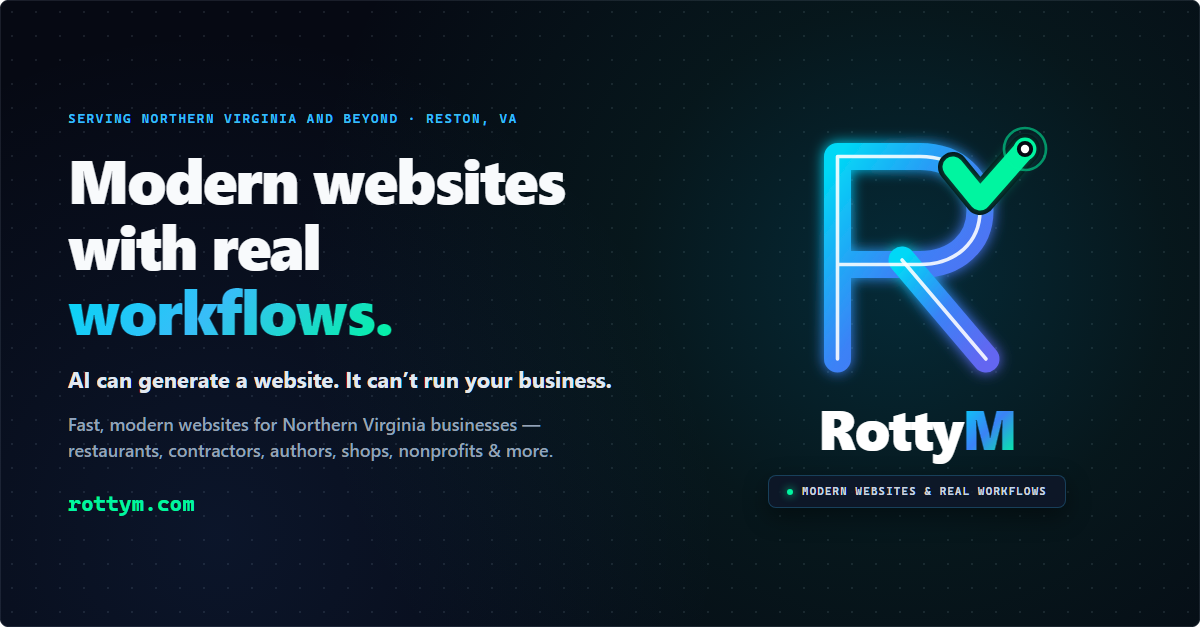 SERVING NORTHERN VIRGINIA AND BEYOND · RESTON, VA
Modern websites
with real
workflows.
AI can generate a website. It can’t run your business.
Fast, modern websites for Northern Virginia businesses —
restaurants, contractors, authors, shops, nonprofits & more.
rottym.com
R
RottyM
MODERN WEBSITES & REAL WORKFLOWS